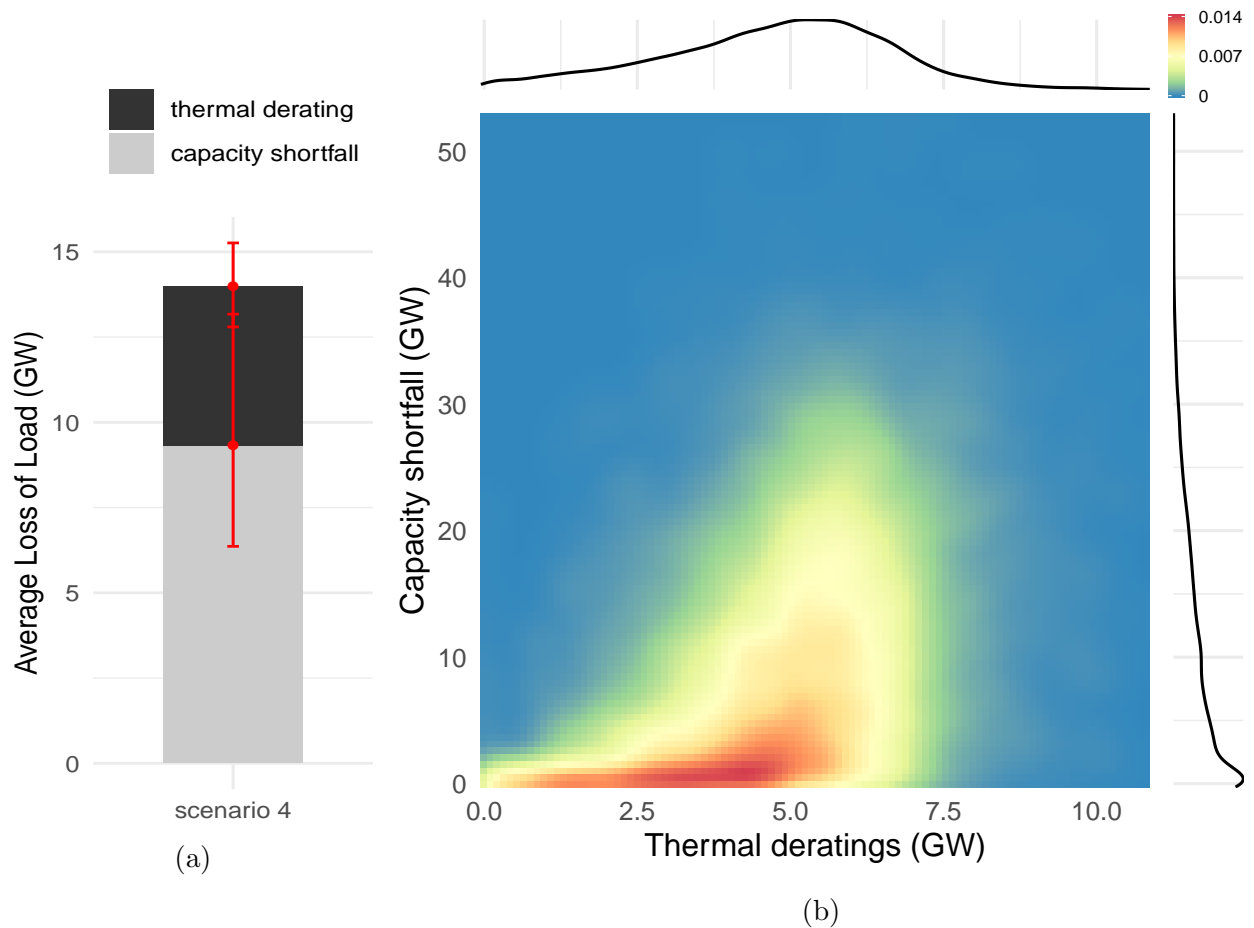 thermal derating
capacity shortfall
Average Loss of Load (GW)
15
10
5
0
scenario 4
(a)
0.014
0.007
0
Capacity shortfall (GW)
50
40
30
20
10
0
0.0 2.5 5.0 7.5 10.0
Thermal deratings (GW)
(b)